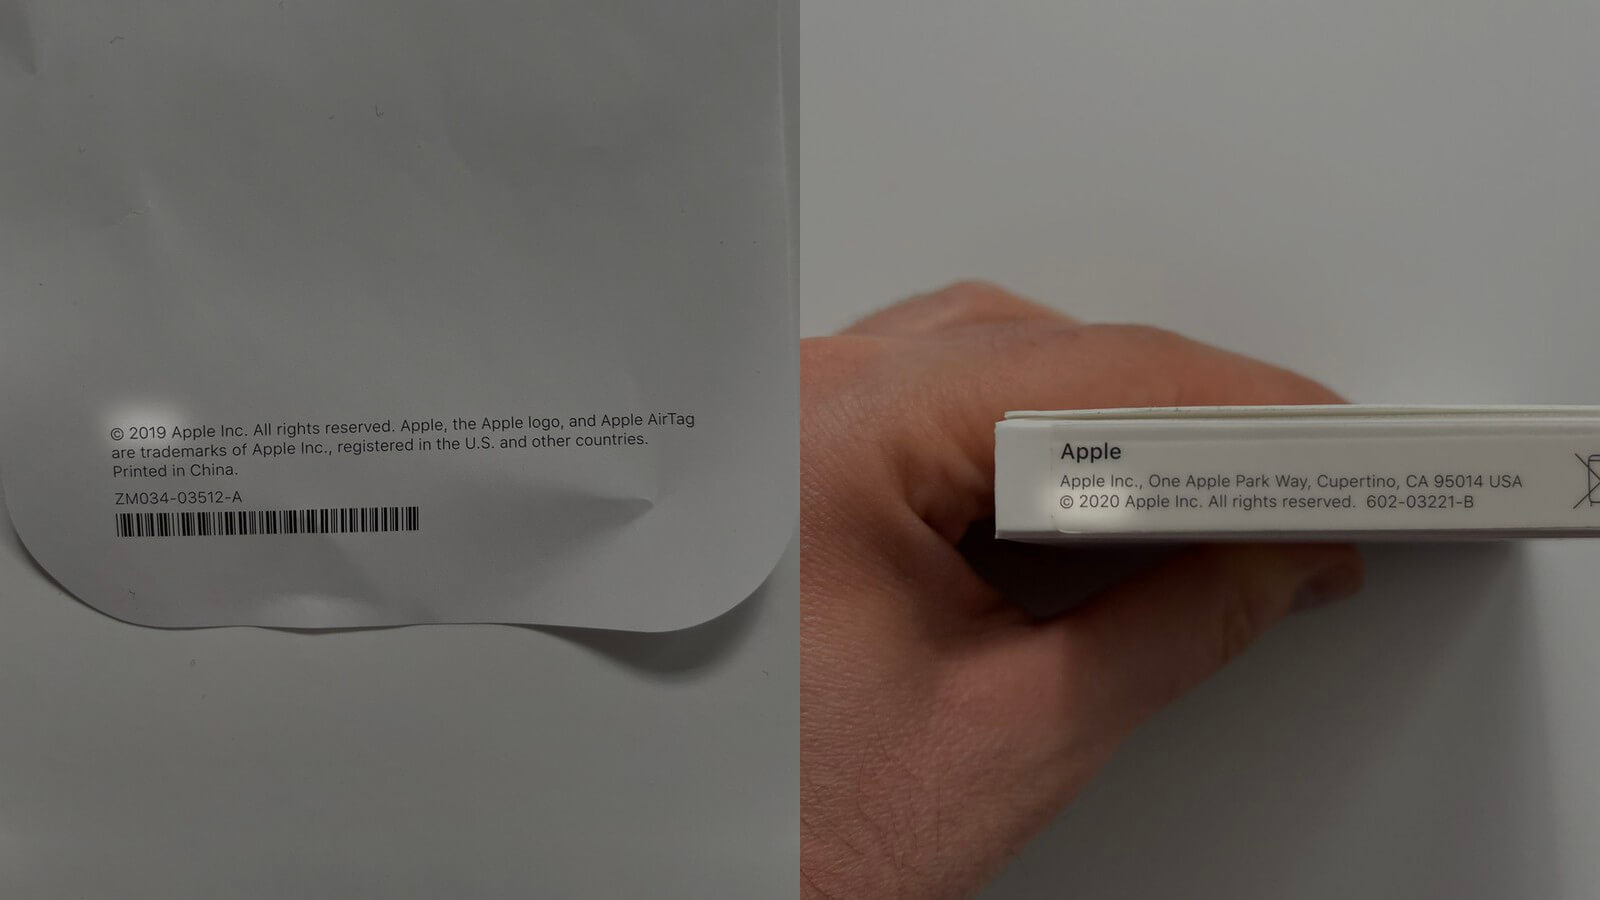 © 2019 Apple Inc. All rights reserved. Apple, the Apple logo, and Apple AirTag
are trademarks of Apple Inc., registered in the U.S. and other countries.
Printed in China.
ZM034-03512-A
Apple
Apple Inc., One Apple Park Way, Cupertino, CA 95014 USA
© 2020 Apple Inc. All rights reserved. 602-03221-B